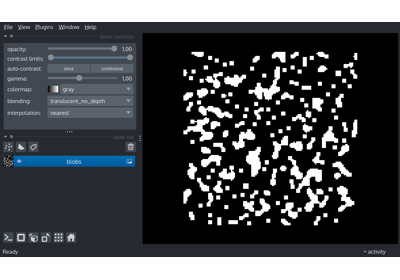 File View Plugins Window Help
layer controls
opacity: 1,00
contrast limits:
auto-contrast: once continuous
gamma: 1,00
colormap: gray
blending: translucent_no_depth
interpolation: nearest
layer list
blobs
Ready activity